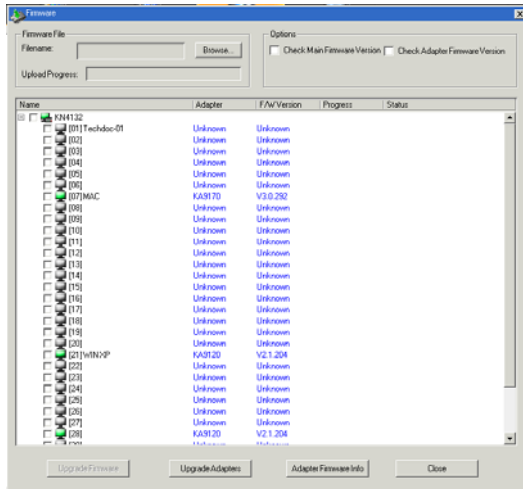 Firmware
Firmware File
Options
Filename:
Browse...
Check Main Firmware Version
Check Adapter Firmware Version
Upload Progress:
Name Adapter F/W Version Progress Status
KN4132
[01] Techdoc-01 Unknown Unknown
[02] Unknown Unknown
[03] Unknown Unknown
[04] Unknown Unknown
[05] Unknown Unknown
[06] Unknown Unknown
[07] MAC KA9170 V3.0.292
[08] Unknown Unknown
[09] Unknown Unknown
[10] Unknown Unknown
[11] Unknown Unknown
[12] Unknown Unknown
[13] Unknown Unknown
[14] Unknown Unknown
[15] Unknown Unknown
[16] Unknown Unknown
[17] Unknown Unknown
[18] Unknown Unknown
[19] Unknown Unknown
[20] Unknown Unknown
[21] WINXP KA9120 V2.1.204
[22] Unknown Unknown
[23] Unknown Unknown
[24] Unknown Unknown
[25] Unknown Unknown
[26] Unknown Unknown
[27] Unknown Unknown
[28] KA9120 V2.1.204
Upgrade Firmware
Upgrade Adapters
Adapter Firmware Info
Close